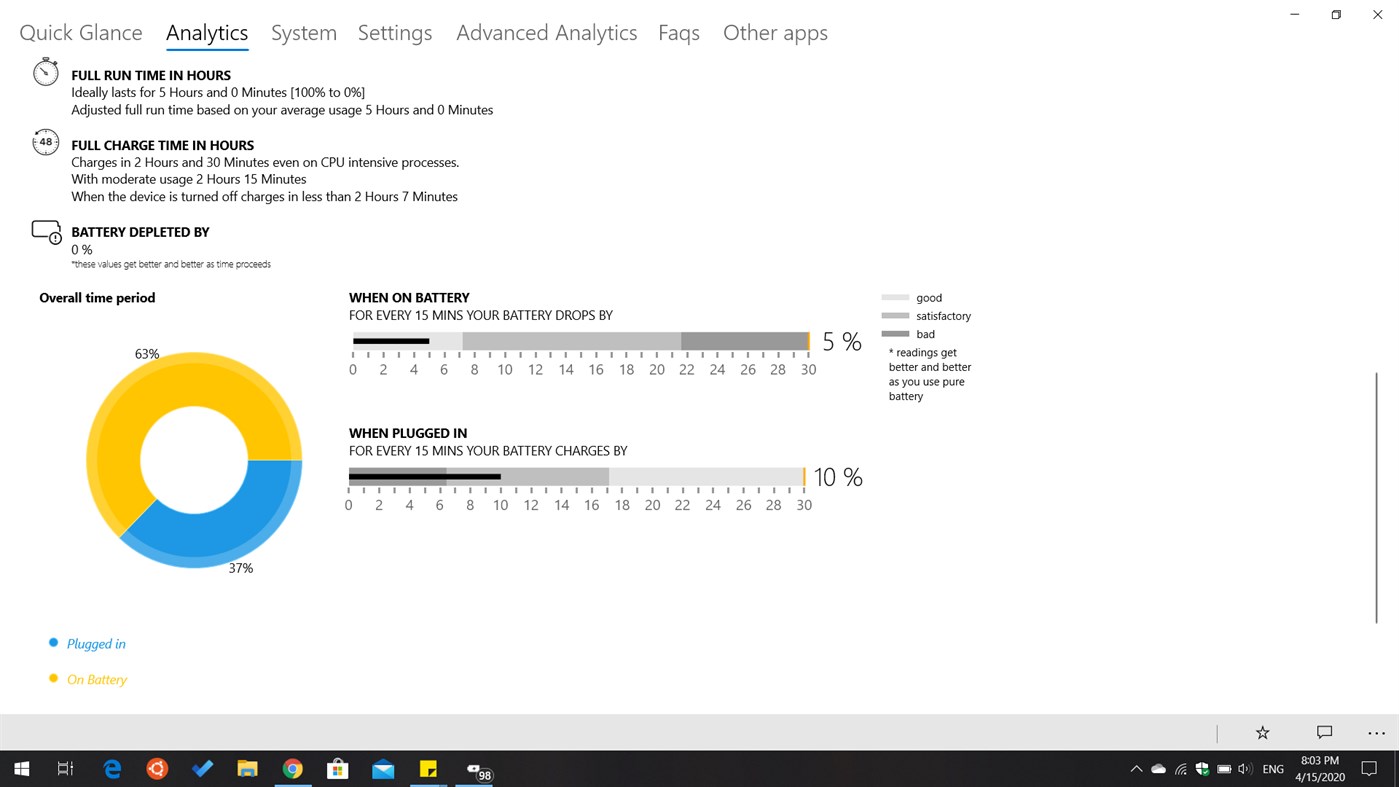 Quick Glance Analytics System Settings Advanced Analytics Faqs Other apps
FULL RUN TIME IN HOURS
Ideally lasts for 5 Hours and 0 Minutes [100% to 0%]
Adjusted full run time based on your average usage 5 Hours and 0 Minutes
48
FULL CHARGE TIME IN HOURS
Charges in 2 Hours and 30 Minutes even on CPU intensive processes.
With moderate usage 2 Hours 15 Minutes
When the device is turned off charges in less than 2 Hours 7 Minutes
BATTERY DEPLETED BY
0 %
*these values get better and better as time proceeds
Overall time period
63%
37%
Plugged in
On Battery
WHEN ON BATTERY
FOR EVERY 15 MINS YOUR BATTERY DROPS BY
5 %
0 2 4 6 8 10 12 14 16 18 20 22 24 26 28 30
WHEN PLUGGED IN
FOR EVERY 15 MINS YOUR BATTERY CHARGES BY
10 %
0 2 4 6 8 10 12 14 16 18 20 22 24 26 28 30
good
satisfactory
bad
* readings get
better and better
as you use pure
battery
98
ENG
8:03 PM
4/15/2020